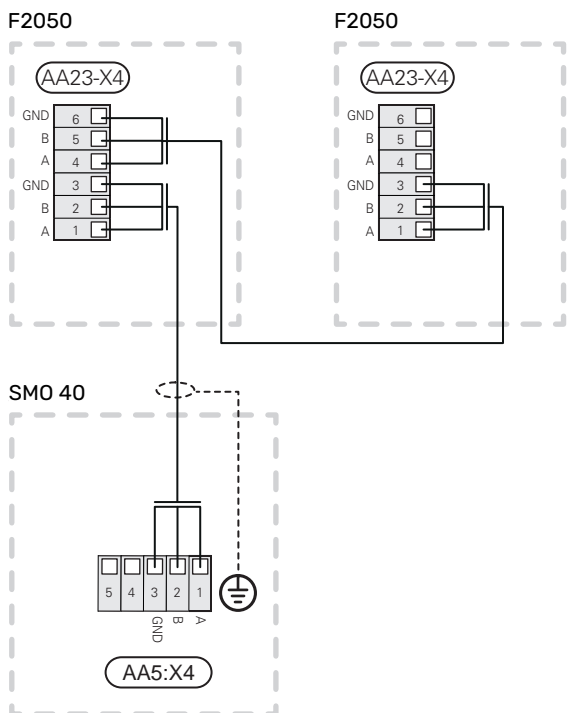 F2050
AA23-X4
GND 6
B 5
A 4
GND 3
B 2
A 1
F2050
AA23-X4
GND 6
B 5
A 4
GND 3
B 2
A 1
SMO 40
5 4 3 2 1
GND B A
AA5:X4